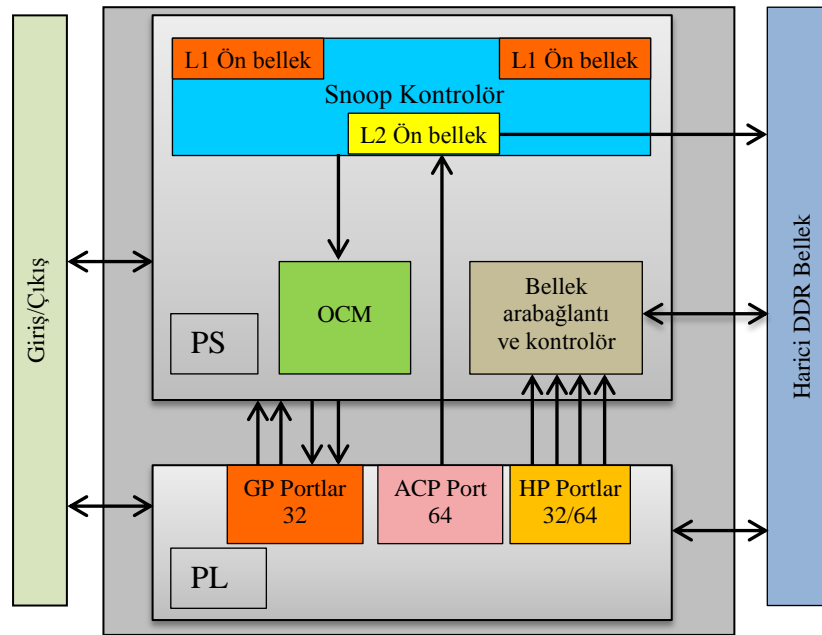 L1 Ön bellek
L1 Ön bellek
Snoop Kontrolör
L2 Ön bellek
Giriş/Çıkış
Harici DDR Bellek
OCM
Bellek
arabağlantı
ve kontrolör
PS
GP Portlar
32
ACP Port
64
HP Portlar
32/64
PL